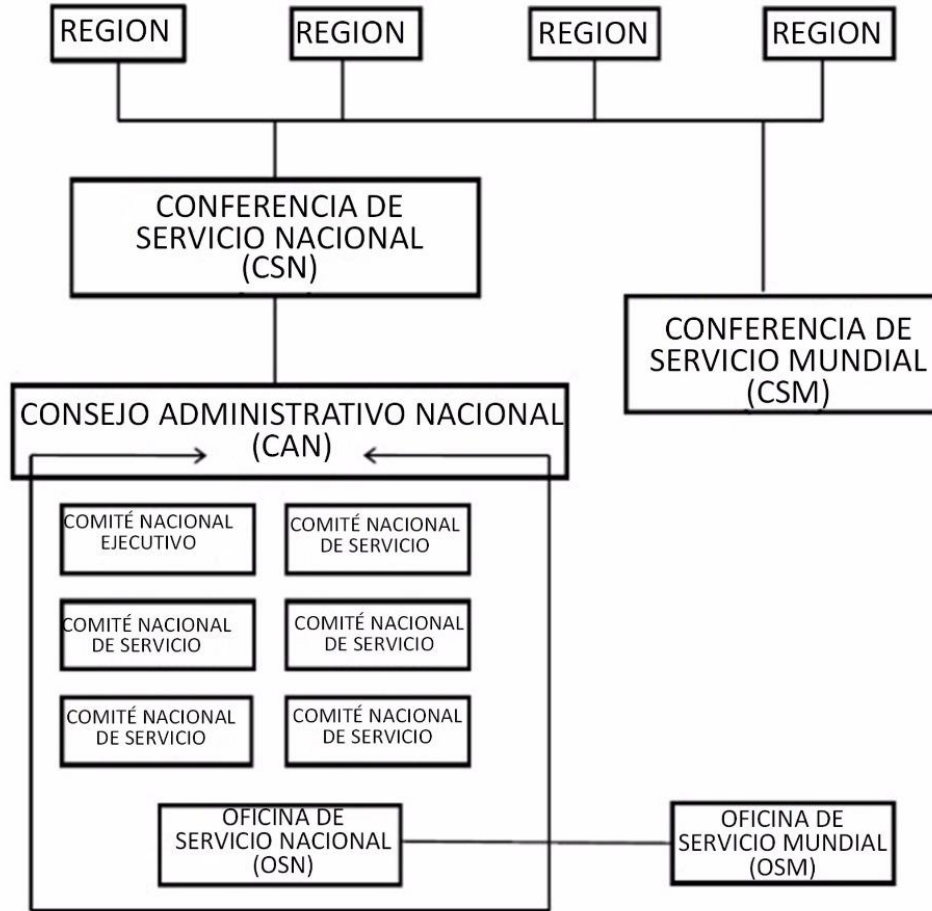 REGION
REGION
REGION
REGION
CONFERENCIA DE
SERVICIO NACIONAL
(CSN)
CONFERENCIA DE
SERVICIO MUNDIAL
(CSM)
CONSEJO ADMINISTRATIVO NACIONAL
(CAN)
COMITÉ NACIONAL
EJECUTIVO
COMITÉ NACIONAL
DE SERVICIO
COMITÉ NACIONAL
DE SERVICIO
COMITÉ NACIONAL
DE SERVICIO
COMITÉ NACIONAL
DE SERVICIO
COMITÉ NACIONAL
DE SERVICIO
OFICINA DE
SERVICIO NACIONAL
(OSN)
OFICINA DE
SERVICIO MUNDIAL
(OSM)